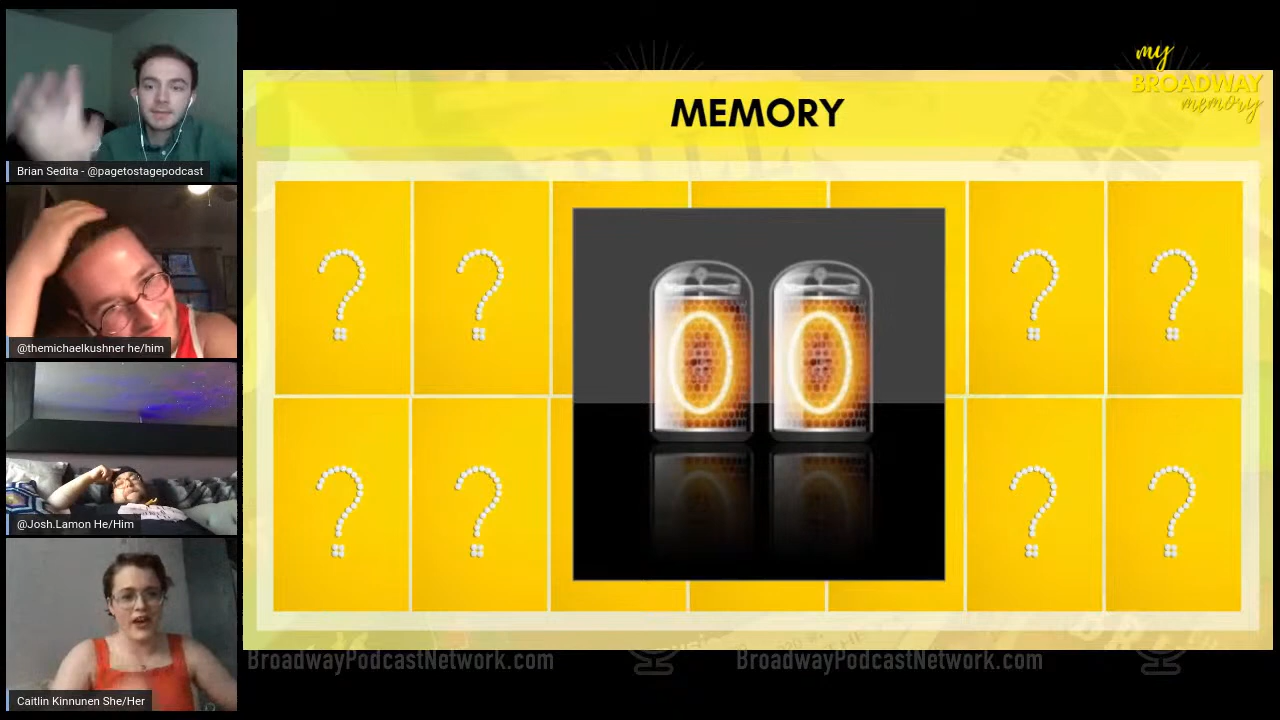 Brian Sedita - @pagetostagepodcast
@themichaelkushner he/him
@Josh.Lamon He/Him
Caitlin Kinnunen She/Her
my
BROADWAY
memory
MEMORY
? ? ? ?
00
? ? ? ?
BroadwayPodcastNetwork.com BroadwayPodcastNetwork.com